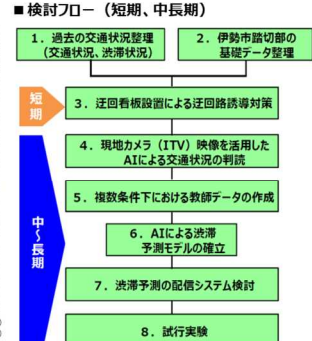 ■検討フロー（短期、中長期）
1．過去の交通状況整理
（交通状況、渋滞状況）
2．伊勢市踏切部の
基礎データ整理
短期
3．迂回看板設置による迂回路誘導対策
中～長期
4．現地カメラ（ITV）映像を活用した
AIによる交通状況の判読
5．複数条件下における教師データの作成
6．AIによる渋滞
予測モデルの確立
7．渋滞予測の配信システム検討
8．試行実験